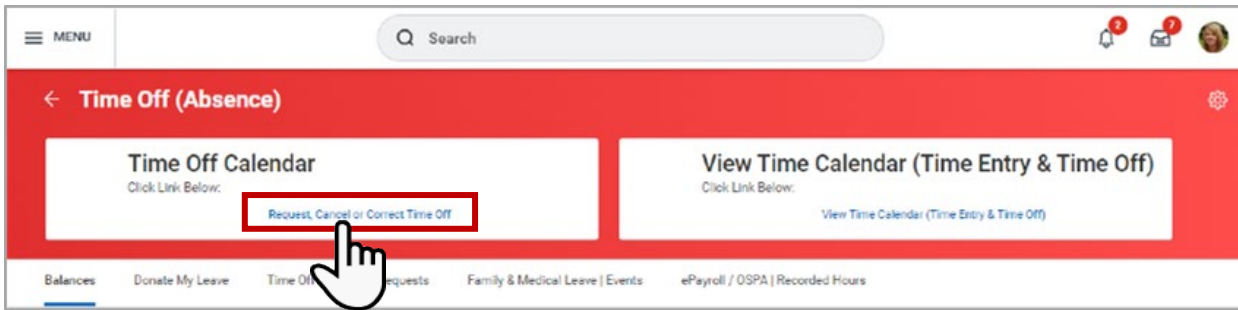 MENU
Search
2
7
Time Off (Absence)
Time Off Calendar
Click Link Below:
Request, Cancel or Correct Time Off
View Time Calendar (Time Entry & Time Off)
Click Link Below:
View Time Calendar (Time Entry & Time Off)
Balances
Donate My Leave
Time Off equests
Family & Medical Leave | Events
ePayroll / OSPA | Recorded Hours